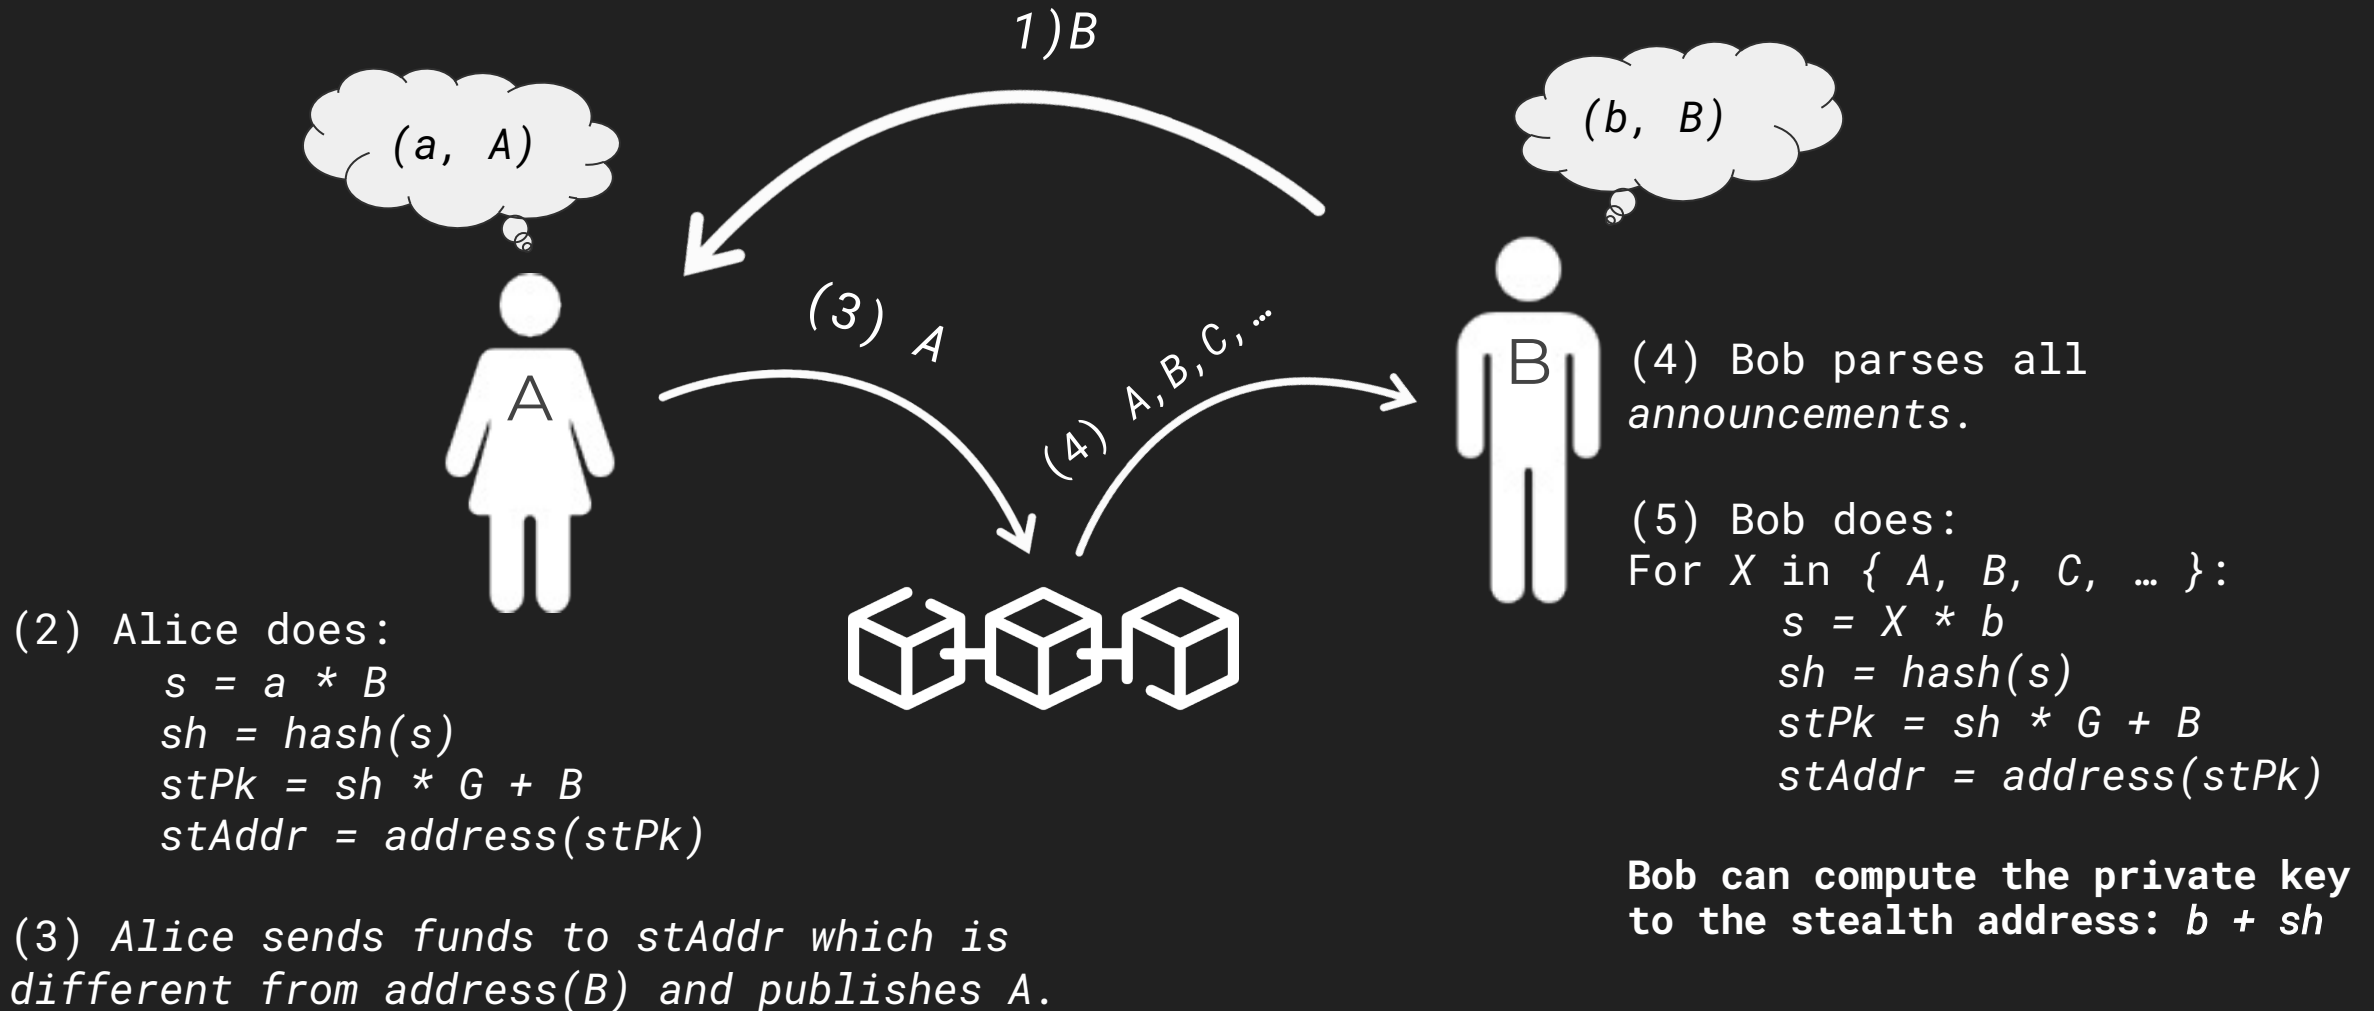 1)B
(a, A)
(b, B)
(3) A
(4) A,B,C,…
A
B
(2) Alice does:
s = a * B
sh = hash(s)
stPk = sh * G + B
stAddr = address(stPk)
(3) Alice sends funds to stAddr which is
different from address(B) and publishes A.
(4) Bob parses all
announcements.
(5) Bob does:
For X in { A, B, C, … }:
s = X * b
sh = hash(s)
stPk = sh * G + B
stAddr = address(stPk)
Bob can compute the private key
to the stealth address: b + sh